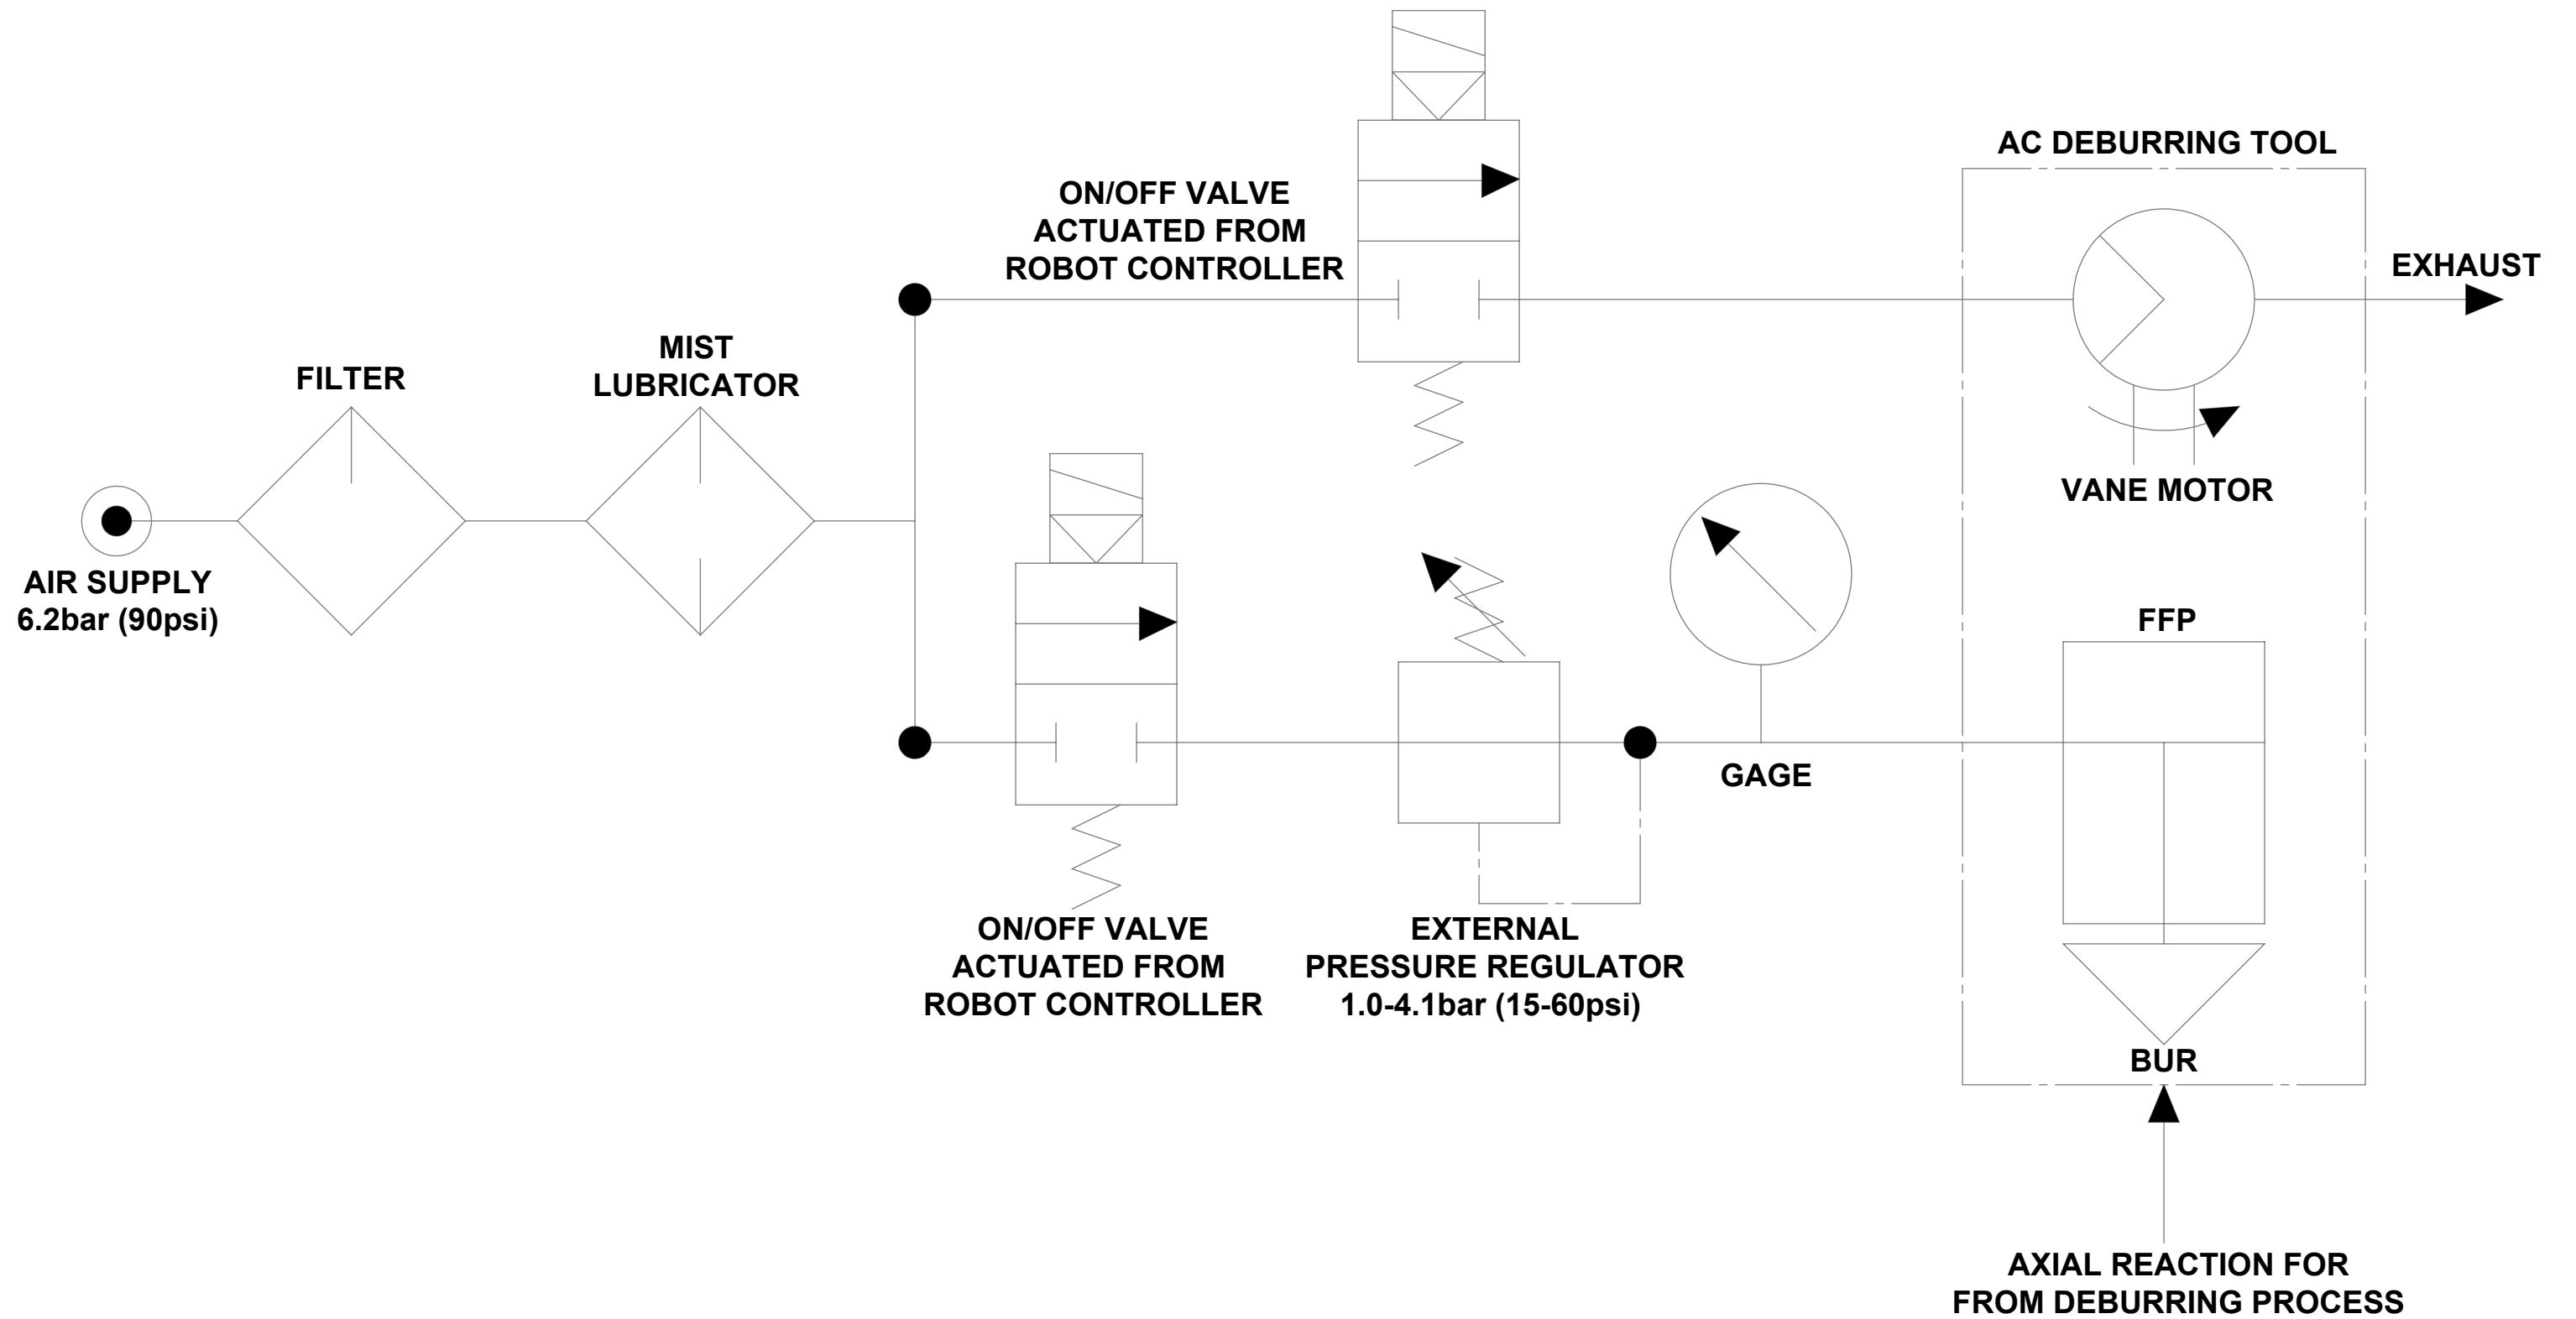 AC DEBURRING TOOL
ON/OFF VALVE
ACTUATED FROM
ROBOT CONTROLLER
EXHAUST
MIST
LUBRICATOR
FILTER
VANE MOTOR
AIR SUPPLY
6.2bar (90psi)
FFP
GAGE
ON/OFF VALVE
ACTUATED FROM
ROBOT CONTROLLER
EXTERNAL
PRESSURE REGULATOR
1.0-4.1bar (15-60psi)
BUR
AXIAL REACTION FOR
FROM DEBURRING PROCESS